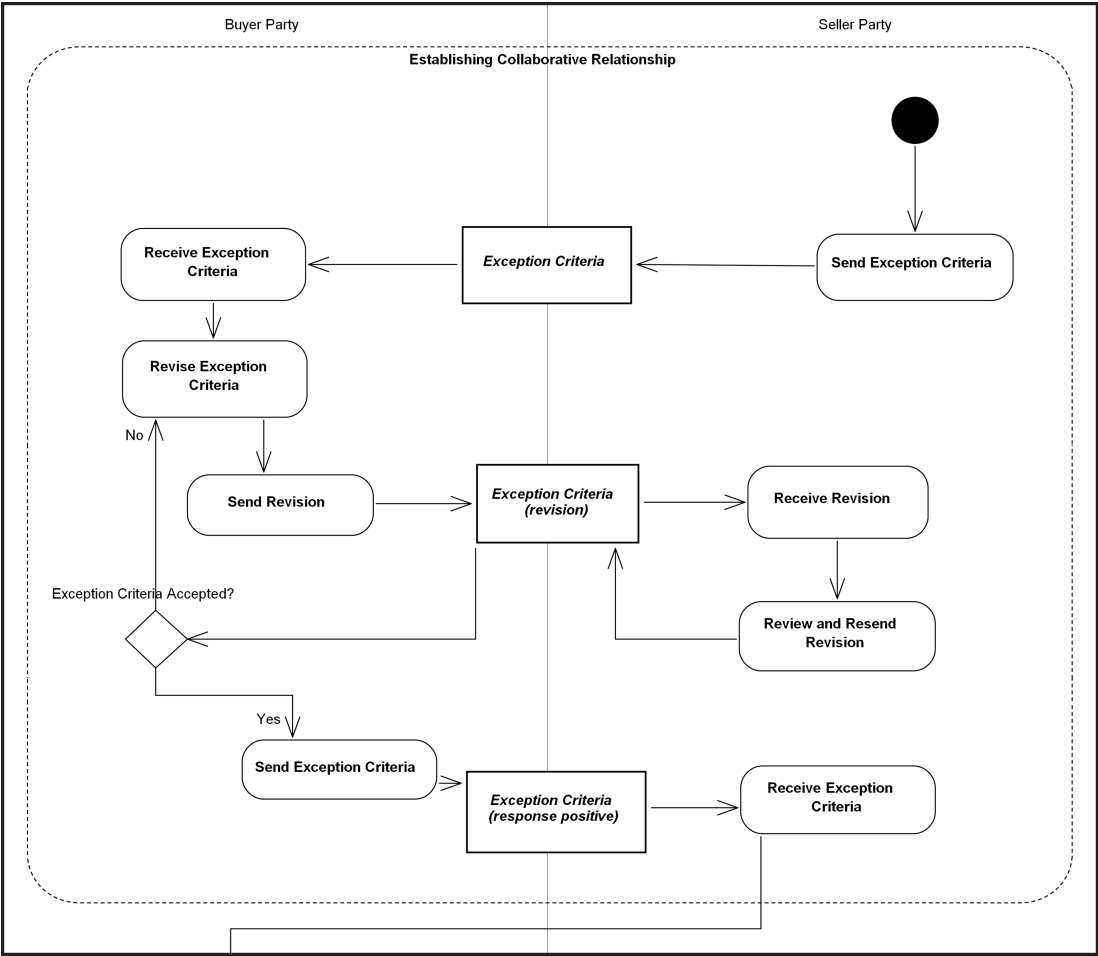 Buyer Party
Seller Party
Establishing Collaborative Relationship
Receive Exception
Criteria
Exception Criteria
Send Exception Criteria
Revise Exception
Criteria
No
Send Revision
Exception Criteria
(revision)
Receive Revision
Exception Criteria Accepted?
Review and Resend
Revision
Yes
Send Exception Criteria
Exception Criteria
(response positive)
Receive Exception
Criteria